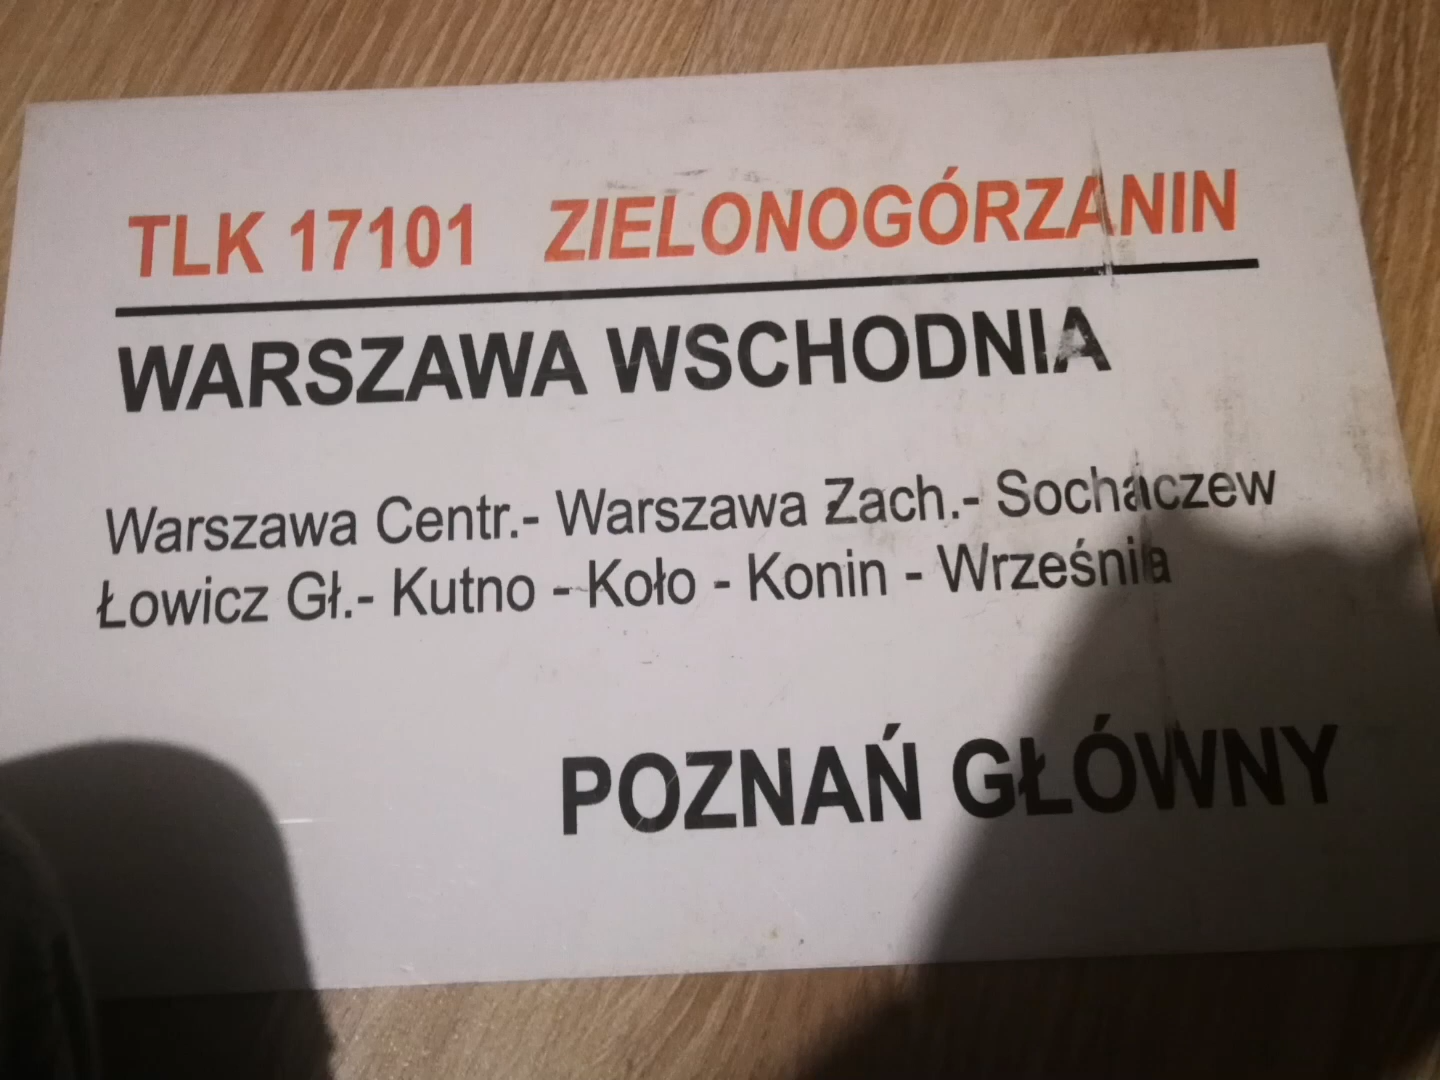 TLK 17101 ZIELONOGÓRZANIN
WARSZAWA WSCHODNIA
Warszawa Centr.- Warszawa Zach.- Sochaczew
Łowicz Gł.- Kutno - Koło - Konin - Września
POZNAŃ GŁÓWNY